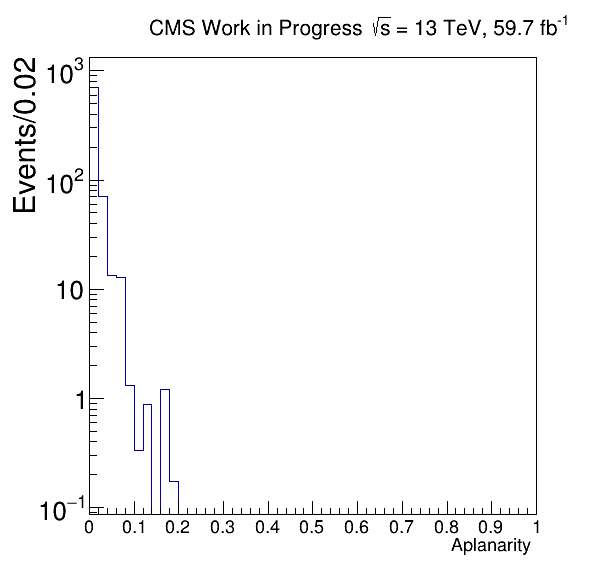 CMS Work in Progress √s = 13 TeV, 59.7 fb⁻¹
Events/0.02
10³
10²
10
1
10⁻¹
0 0.1 0.2 0.3 0.4 0.5 0.6 0.7 0.8 0.9 1
Aplanarity